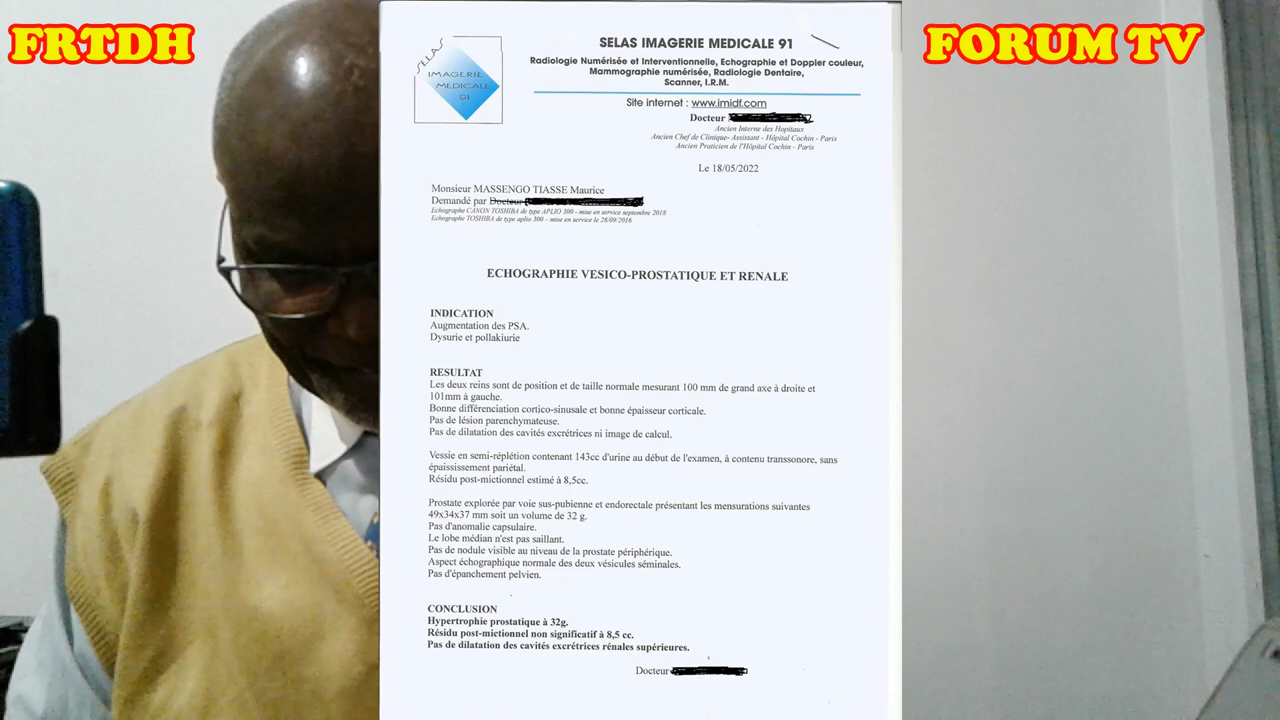 FRTDH
FORUM TV
SELAS
IMAGERIE
MEDICALE
91
SELAS IMAGERIE MEDICALE 91
Radiologie Numérisée et Interventionnelle, Echographie et Doppler couleur,
Mammographie numérisée, Radiologie Dentaire,
Scanner, I.R.M.
Site internet : www.imidf.com
Docteur
Ancien Interne des Hopitaux
Ancien Chef de Clinique- Assistant - Hôpital Cochin - Paris
Ancien Praticien de l'Hôpital Cochin - Paris
Le 18/05/2022
Monsieur MASSENGO TIASSE Maurice
Demandé par Docteur
Echographe CANON TOSHIBA de type APLIO 300 - mise en service septembre 2018
Echographe TOSHIBA de type aplio 300 – mise en service le 28/09/2016
ECHOGRAPHIE VESICO-PROSTATIQUE ET RENALE
INDICATION
Augmentation des PSA.
Dysurie et pollakiurie
RESULTAT
Les deux reins sont de position et de taille normale mesurant 100 mm de grand axe à droite et
101mm à gauche.
Bonne différenciation cortico-sinusale et bonne épaisseur corticale.
Pas de lésion parenchymateuse.
Pas de dilatation des cavités excrétrices ni image de calcul.
Vessie en semi-réplétion contenant 143cc d'urine au début de l'examen, à contenu transsonore, sans
épaississement pariétal.
Résidu post-mictionnel estimé à 8,5cc.
Prostate explorée par voie sus-pubienne et endorectale présentant les mensurations suivantes
49x34x37 mm soit un volume de 32 g.
Pas d'anomalie capsulaire.
Le lobe médian n'est pas saillant.
Pas de nodule visible au niveau de la prostate périphérique.
Aspect échographique normale des deux vésicules séminales.
Pas d'épanchement pelvien.
CONCLUSION
Hypertrophie prostatique à 32g.
Résidu post-mictionnel non significatif à 8,5 cc.
Pas de dilatation des cavités excrétrices rénales supérieures.
Docteur